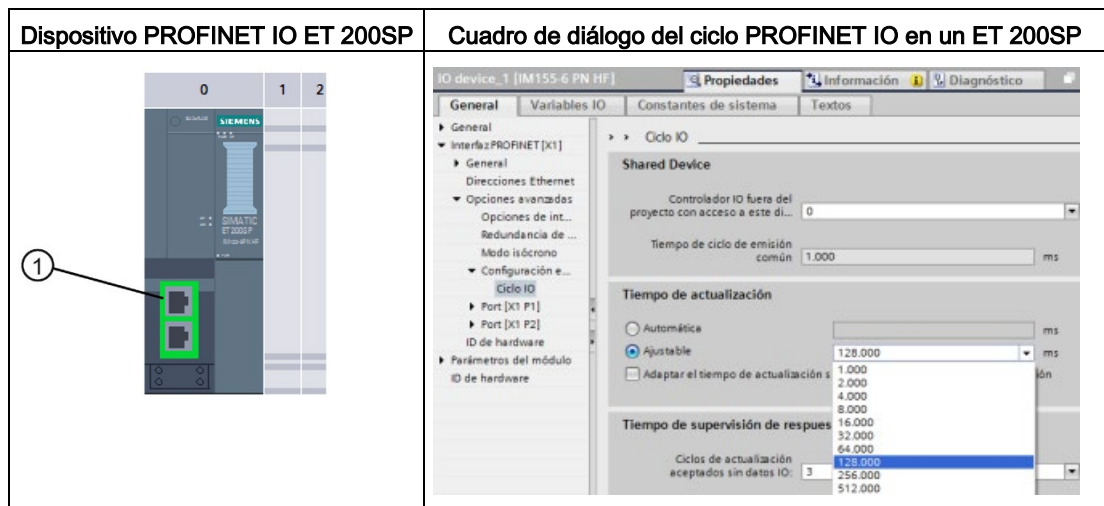 Dispositivo PROFINET IO ET 200SP
Cuadro de diálogo del ciclo PROFINET IO en un ET 200SP
0 1 2
SIEMENS
SIMATIC
ET 200SP
1
IO device_1 [IM155-6 PN HF]
Propiedades
Información
Diagnóstico
General
Variables IO
Constantes de sistema
Textos
General
Interfaz PROFINET [X1]
General
Direcciones Ethernet
Opciones avanzadas
Opciones de int...
Redundancia de ...
Modo isócrono
Configuración e...
Ciclo IO
Port [X1 P1]
Port [X1 P2]
ID de hardware
Parámetros del módulo
ID de hardware
Ciclo IO
Shared Device
Controlador IO fuera del
proyecto con acceso a este di... 0
Tiempo de ciclo de emisión
común 1.000 ms
Tiempo de actualización
Automática ms
Ajustable 128.000 ms
Adaptar el tiempo de actualización s
ión
1.000
2.000
4.000
8.000
16.000
32.000
64.000
128.000
256.000
512.000
Tiempo de supervisión de respues
Ciclos de actualización
aceptados sin datos IO: 3